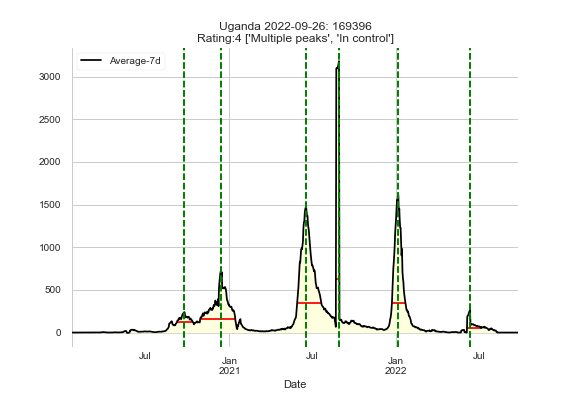 Uganda 2022-09-26: 169396
Rating:4 ['Multiple peaks', 'In control']
Average-7d
3000
2500
2000
1500
1000
500
0
Jul
Jan
2021
Jul
Jan
2022
Jul
Date